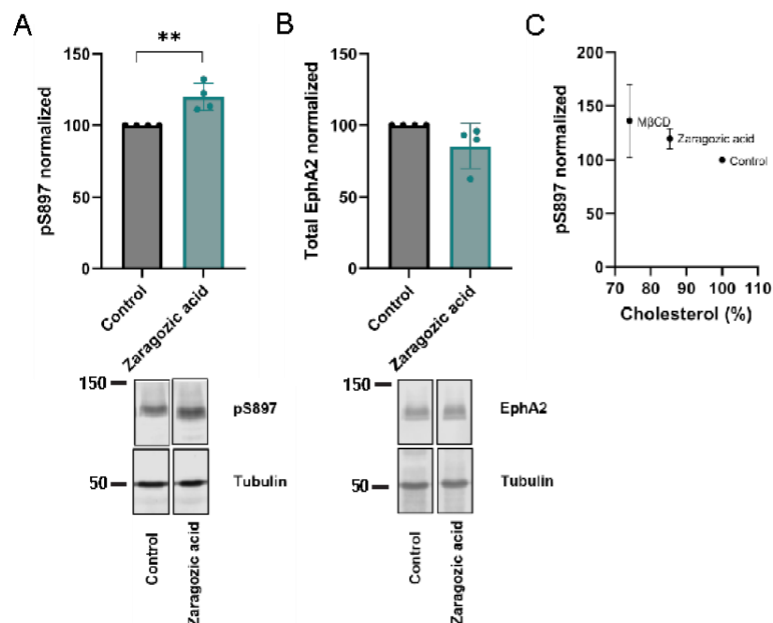 A
pS897 normalized
150
100
50
0
**
Control
Zaragozic acid
150
pS897
50
Tubulin
Control
Zaragozic acid
B
Total EphA2 normalized
150
100
50
0
Control
Zaragozic acid
150
EphA2
50
Tubulin
Control
Zaragozic acid
C
pS897 normalized
200
150
100
50
0
MβCD
Zaragozic acid
Control
70 80 90 100 110
Cholesterol (%)